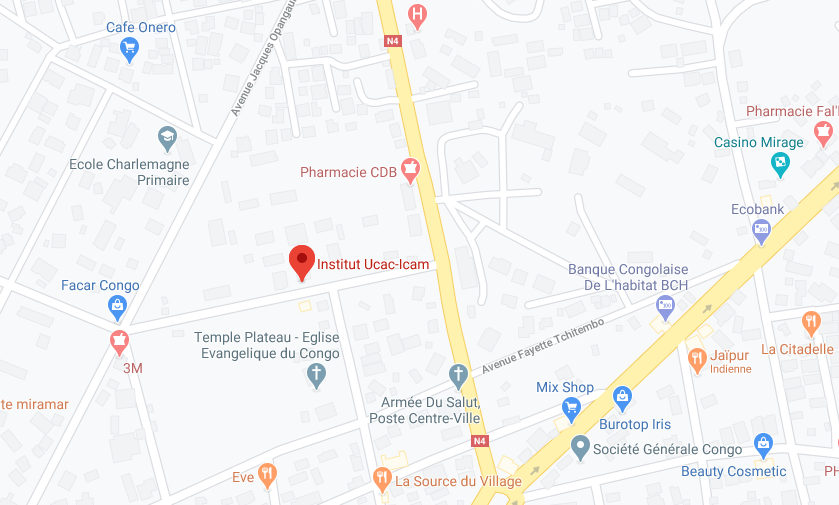 Cafe Onero
Avenue Jacques Opangau
N4
H
Pharmacie Fal'
Casino Mirage
Ecole Charlemagne
Primaire
Pharmacie CDB
Ecobank
Institut Ucac-Icam
Banque Congolaise
De L'habitat BCH
Facar Congo
Temple Plateau - Eglise
Evangelique du Congo
Avenue Fayette Tchitembo
La Citadelle
Jaïpur
Indienne
3M
te miramar
Armée Du Salut,
Poste Centre-Ville
Mix Shop
Burotop Iris
N4
Société Générale Congo
Beauty Cosmetic
PH
Eve
La Source du Village